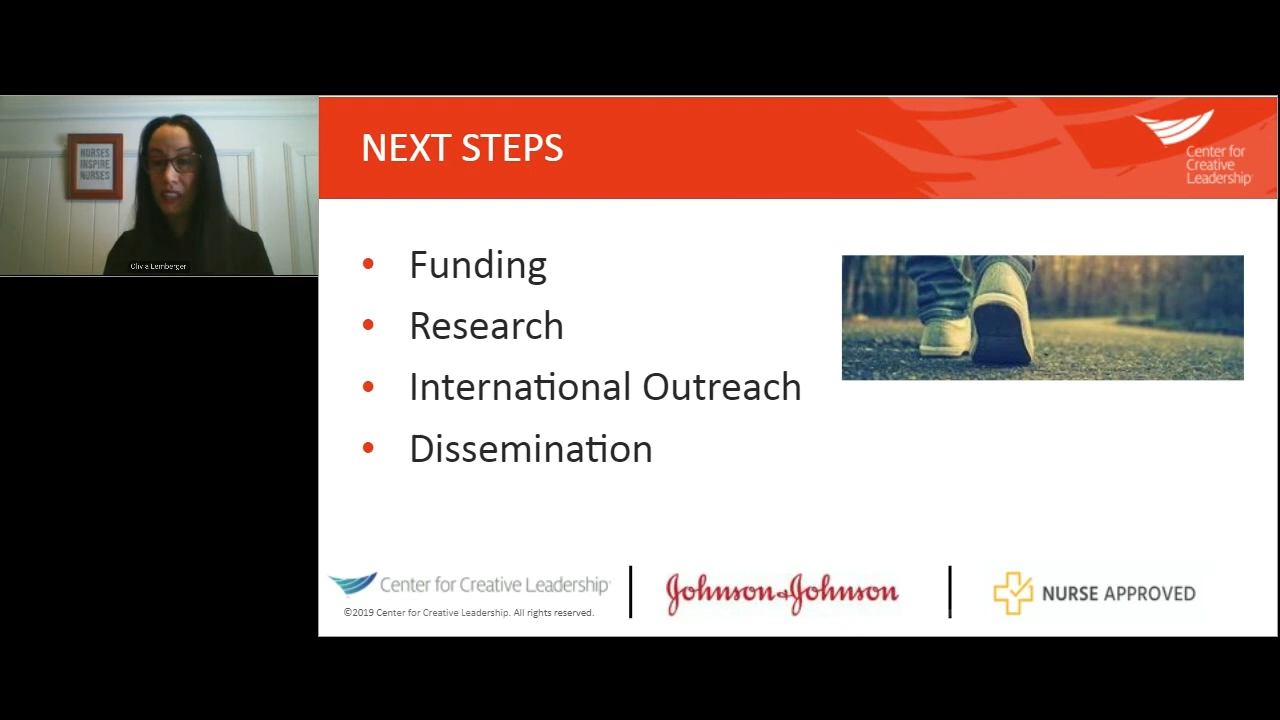 NURSES
INSPIRE
NURSES
Olivia Lemberger
NEXT STEPS
Center for
Creative
Leadership
• Funding
• Research
• International Outreach
• Dissemination
Center for Creative Leadership
©2019 Center for Creative Leadership. All rights reserved.
Johnson & Johnson
NURSE APPROVED